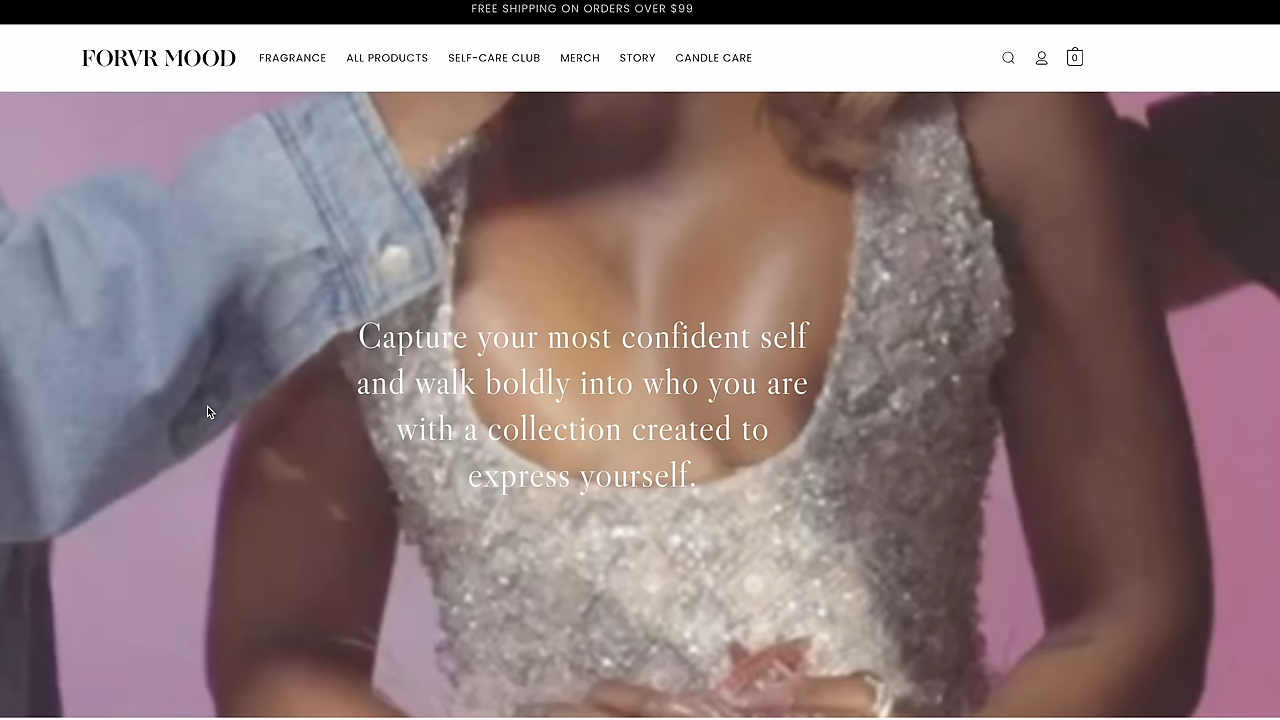 FREE SHIPPING ON ORDERS OVER $99
FORVR MOOD FRAGRANCE ALL PRODUCTS SELF-CARE CLUB MERCH STORY CANDLE CARE 0
Capture your most confident self
and walk boldly into who you are
with a collection created to
express yourself.